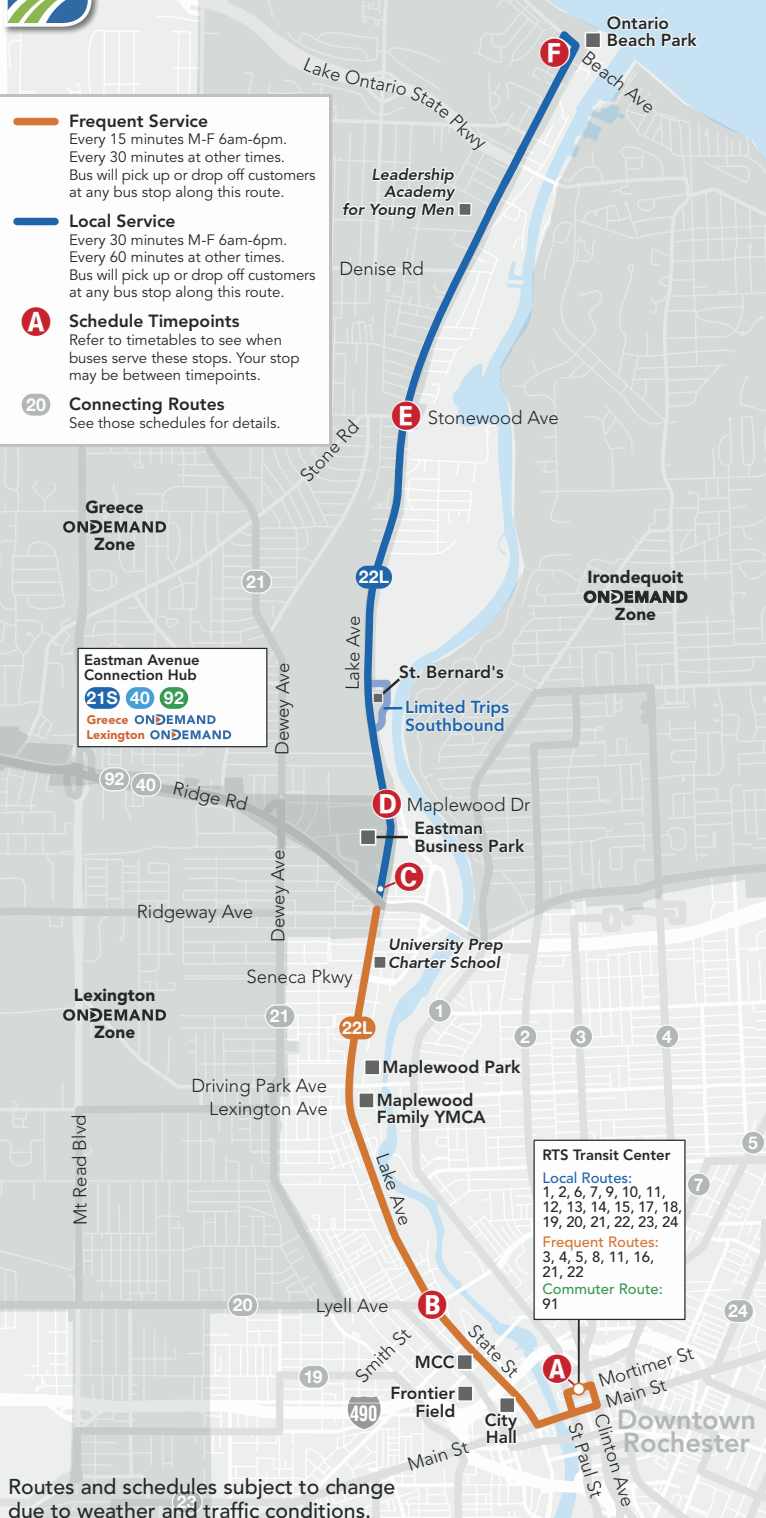 Ontario
Beach Park
F
Beach Ave
Lake Ontario State Pkwy
Frequent Service
Every 15 minutes M-F 6am-6pm.
Every 30 minutes at other times.
Bus will pick up or drop off customers
at any bus stop along this route.
Local Service
Every 30 minutes M-F 6am-6pm.
Every 60 minutes at other times.
Bus will pick up or drop off customers
at any bus stop along this route.
A
Schedule Timepoints
Refer to timetables to see when
buses serve these stops. Your stop
may be between timepoints.
20
Connecting Routes
See those schedules for details.
Leadership
Academy
for Young Men
Denise Rd
E
Stonewood Ave
Stone Rd
Greece
ONDEMAND
Zone
21
22L
Irondequoit
ONDEMAND
Zone
Lake Ave
St. Bernard's
Limited Trips
Southbound
Eastman Avenue
Connection Hub
21S 40 92
Greece ONDEMAND
Lexington ONDEMAND
Dewey Ave
92 40
Ridge Rd
D
Maplewood Dr
Eastman
Business Park
C
Dewey Ave
Ridgeway Ave
University Prep
Charter School
Seneca Pkwy
Lexington
ONDEMAND
Zone
21
22L
1
2
3
4
Maplewood Park
Driving Park Ave
Lexington Ave
Maplewood
Family YMCA
Mt Read Blvd
Lake Ave
5
7
RTS Transit Center
Local Routes:
1, 2, 6, 7, 9, 10, 11,
12, 13, 14, 15, 17, 18,
19, 20, 21, 22, 23, 24
Frequent Routes:
3, 4, 5, 8, 11, 16,
21, 22
Commuter Route:
91
20
Lyell Ave
B
24
Smith St
State St
MCC
A
Mortimer St
Main St
19
Frontier
Field
490
City
Hall
Downtown
Rochester
Main St
St Paul St
Clinton Ave
23
Routes and schedules subject to change
due to weather and traffic conditions.